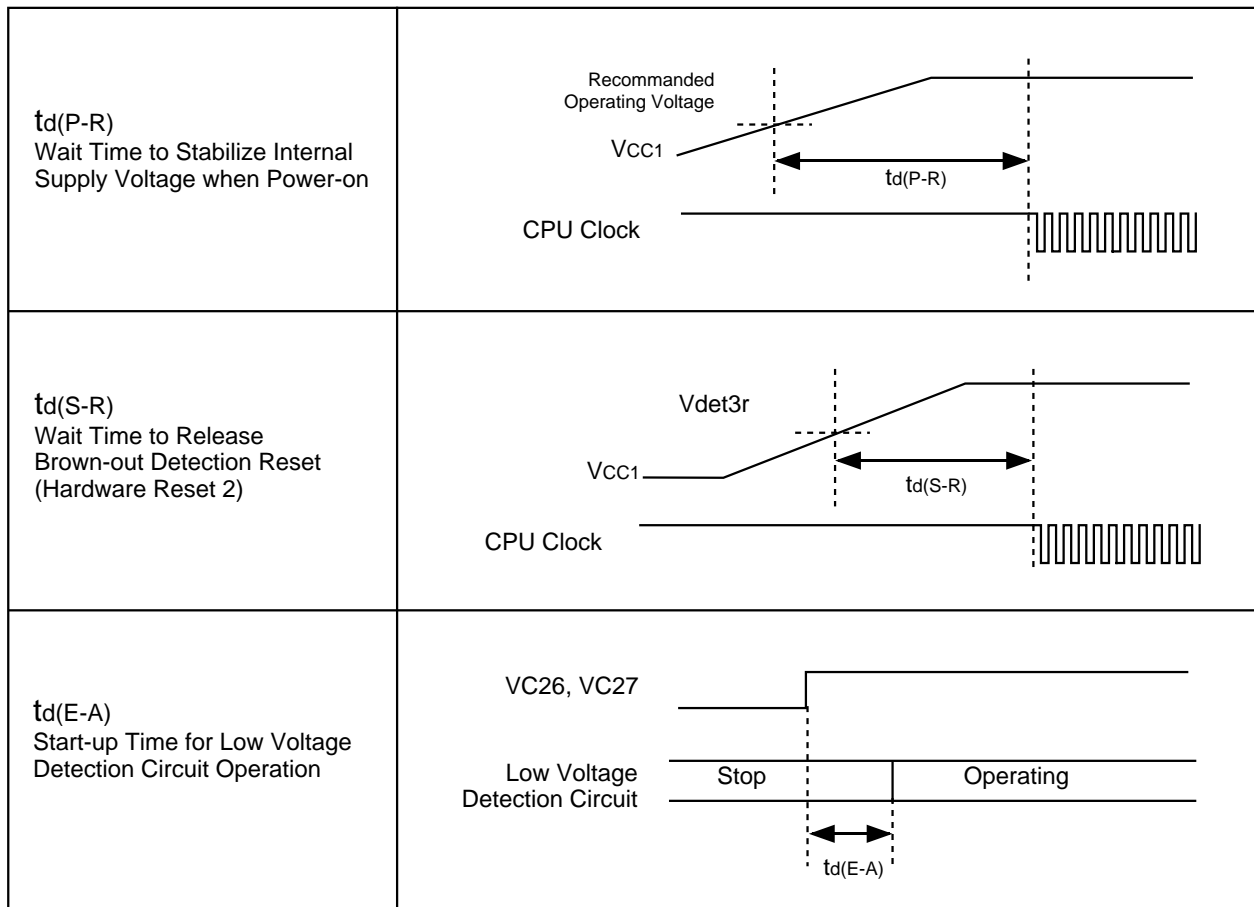 td(P-R)
Wait Time to Stabilize Internal
Supply Voltage when Power-on
Recommanded
Operating Voltage
VCC1
td(P-R)
CPU Clock
td(S-R)
Wait Time to Release
Brown-out Detection Reset
(Hardware Reset 2)
Vdet3r
VCC1
td(S-R)
CPU Clock
td(E-A)
Start-up Time for Low Voltage
Detection Circuit Operation
VC26, VC27
Low Voltage
Detection Circuit
Stop
Operating
td(E-A)